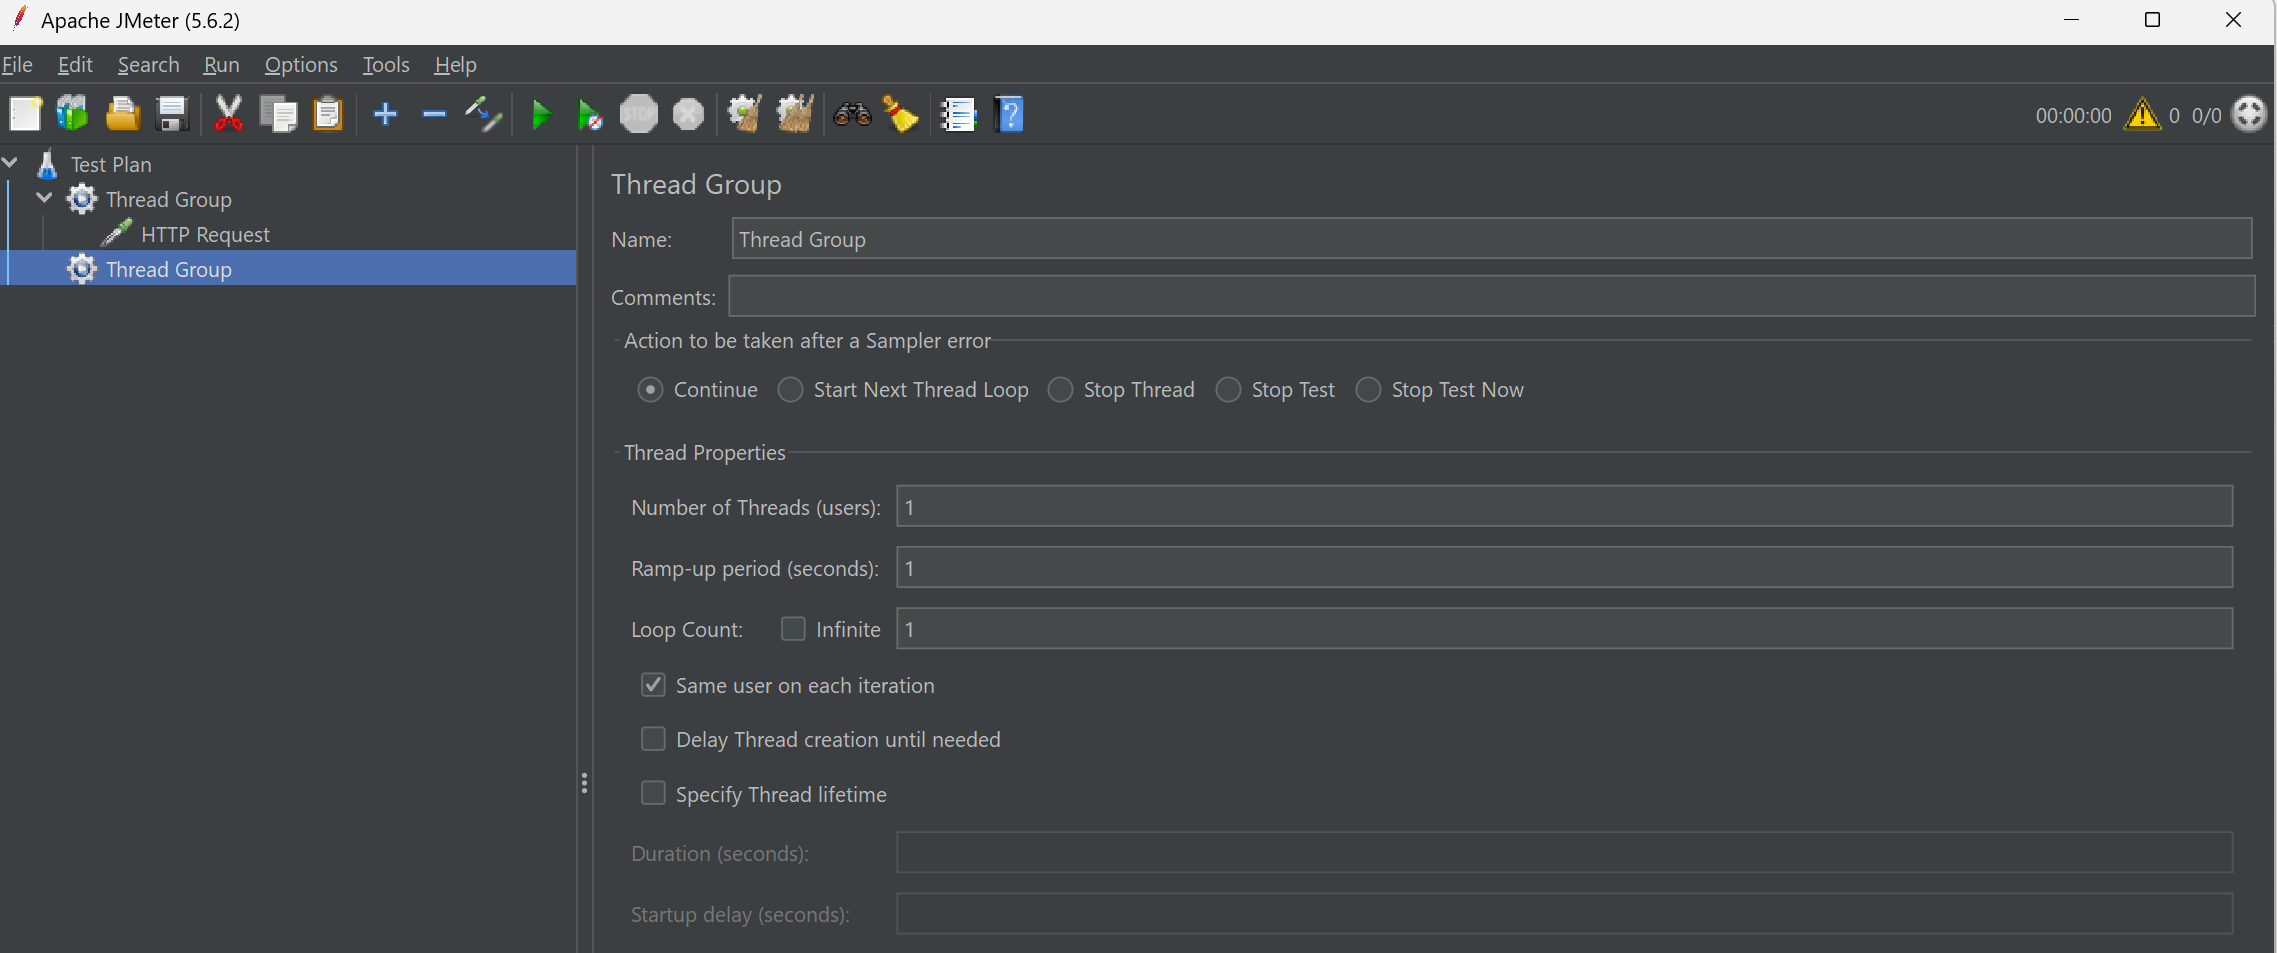 Apache JMeter (5.6.2)
File Edit Search Run Options Tools Help
STOP
00:00:00 0 0/0
Test Plan
Thread Group
HTTP Request
Thread Group
Thread Group
Name: Thread Group
Comments:
Action to be taken after a Sampler error
Continue Start Next Thread Loop Stop Thread Stop Test Stop Test Now
Thread Properties
Number of Threads (users): 1
Ramp-up period (seconds): 1
Loop Count: Infinite 1
Same user on each iteration
Delay Thread creation until needed
Specify Thread lifetime
Duration (seconds):
Startup delay (seconds):